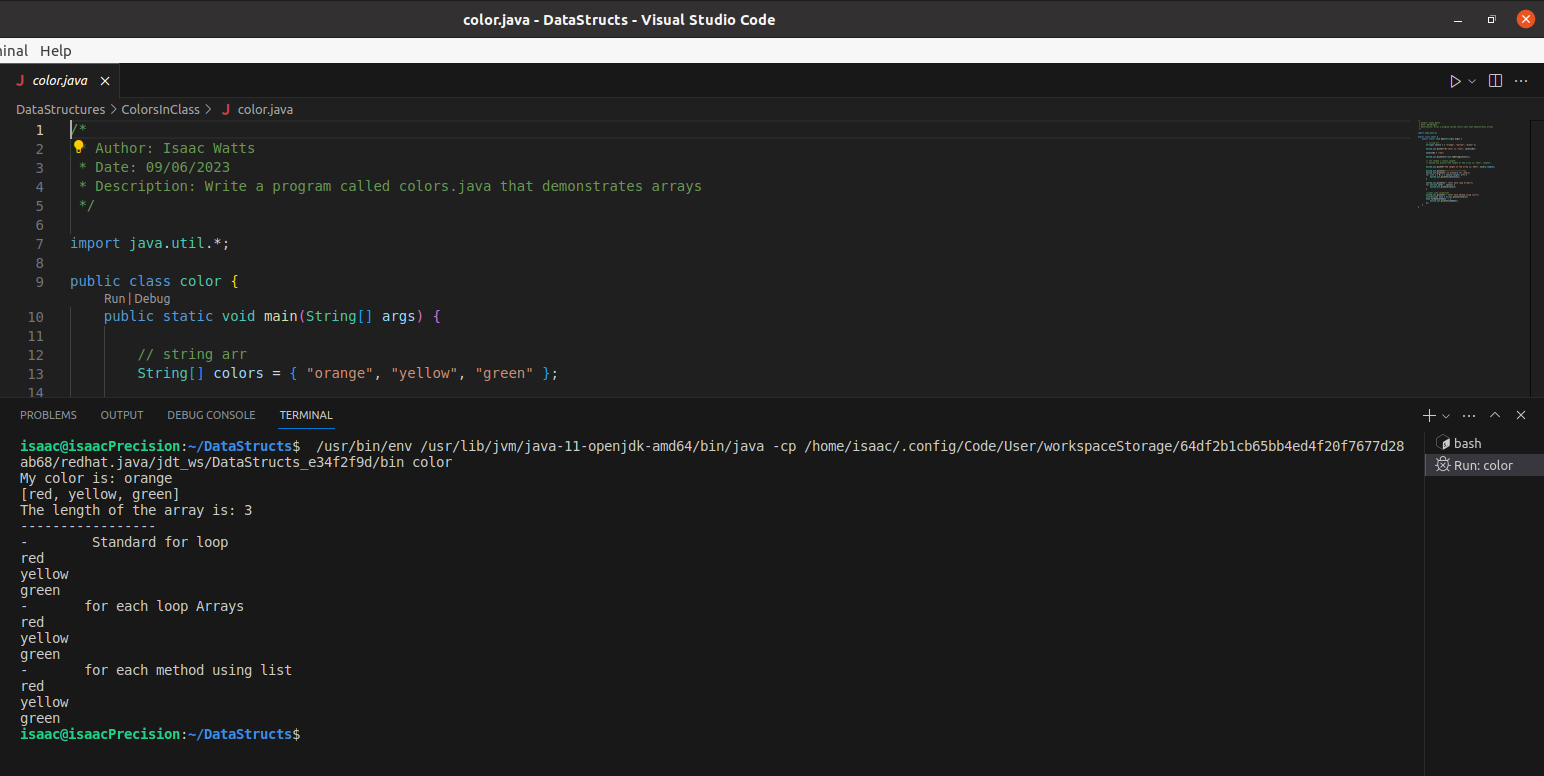 color.java - DataStructs - Visual Studio Code
inal Help
J color.java
DataStructures > ColorsInClass > J color.java
1 /*
2 Author: Isaac Watts
3 * Date: 09/06/2023
4 * Description: Write a program called colors.java that demonstrates arrays
5 */
6
7 import java.util.*;
8
9 public class color {
Run | Debug
10 public static void main(String[] args) {
11
12 // string arr
13 String[] colors = { "orange", "yellow", "green" };
14
PROBLEMS OUTPUT DEBUG CONSOLE TERMINAL
isaac@isaacPrecision:~/DataStructs$ /usr/bin/env /usr/lib/jvm/java-11-openjdk-amd64/bin/java -cp /home/isaac/.config/Code/User/workspaceStorage/64df2b1cb65bb4ed4f20f7677d28
ab68/redhat.java/jdt_ws/DataStructs_e34f2f9d/bin color
My color is: orange
[red, yellow, green]
The length of the array is: 3
-----------------
- Standard for loop
red
yellow
green
- for each loop Arrays
red
yellow
green
- for each method using list
red
yellow
green
isaac@isaacPrecision:~/DataStructs$
bash
Run: color